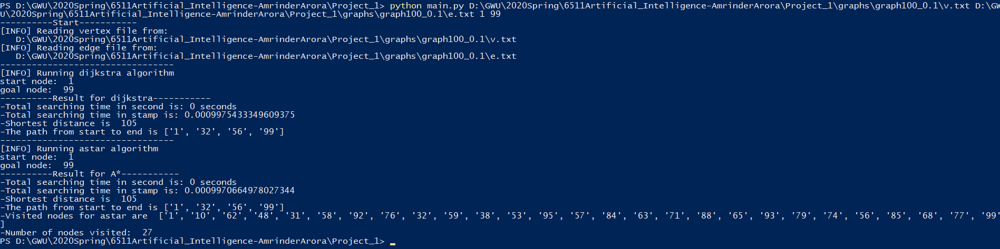 PS D:\GWU\2020Spring\6511Artificial_Intelligence-AmrinderArora\Project_1> python main.py D:\GWU\2020Spring\6511Artificial_Intelligence-AmrinderArora\Project_1\graphs\graph100_0.1\v.txt D:\GW
U\2020Spring\6511Artificial_Intelligence-AmrinderArora\Project_1\graphs\graph100_0.1\e.txt 1 99
----------Start-----------
[INFO] Reading vertex file from:
   D:\GWU\2020Spring\6511Artificial_Intelligence-AmrinderArora\Project_1\graphs\graph100_0.1\v.txt
[INFO] Reading edge file from:
   D:\GWU\2020Spring\6511Artificial_Intelligence-AmrinderArora\Project_1\graphs\graph100_0.1\e.txt
---------------------------------
[INFO] Running dijkstra algorithm
start node:  1
goal node:  99
----------Result for dijkstra-----------
-Total searching time in second is: 0 seconds
-Total searching time in stamp is: 0.0009975433349609375
-Shortest distance is  105
-The path from start to end is ['1', '32', '56', '99']
---------------------------------
[INFO] Running astar algorithm
start node:  1
goal node:  99
----------Result for A*-----------
-Total searching time in second is: 0 seconds
-Total searching time in stamp is: 0.0009970664978027344
-Shortest distance is  105
-The path from start to end is ['1', '32', '56', '99']
-Visited nodes for astar are  ['1', '10', '62', '48', '31', '58', '92', '76', '32', '59', '38', '53', '95', '57', '84', '63', '71', '88', '65', '93', '79', '74', '56', '85', '68', '77', '99'
]
-Number of nodes visited:  27
PS D:\GWU\2020Spring\6511Artificial_Intelligence-AmrinderArora\Project_1>